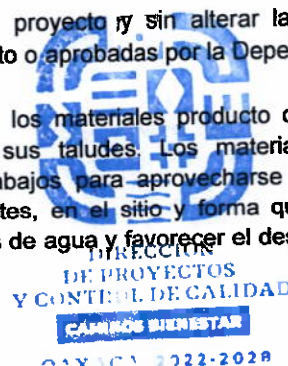 proyecto y sin alterar la
to o aprobadas por la Depe
los materiales producto d
sus taludes. Los materia
bajos para aprovecharse
tes, en el sitio y forma qu
s de agua y favorecer el des
DIRECCIÓN
DE PROYECTOS
Y CONTROL DE CALIDAD
CAMINOS BIENESTAR
OAXACA 2022-2028